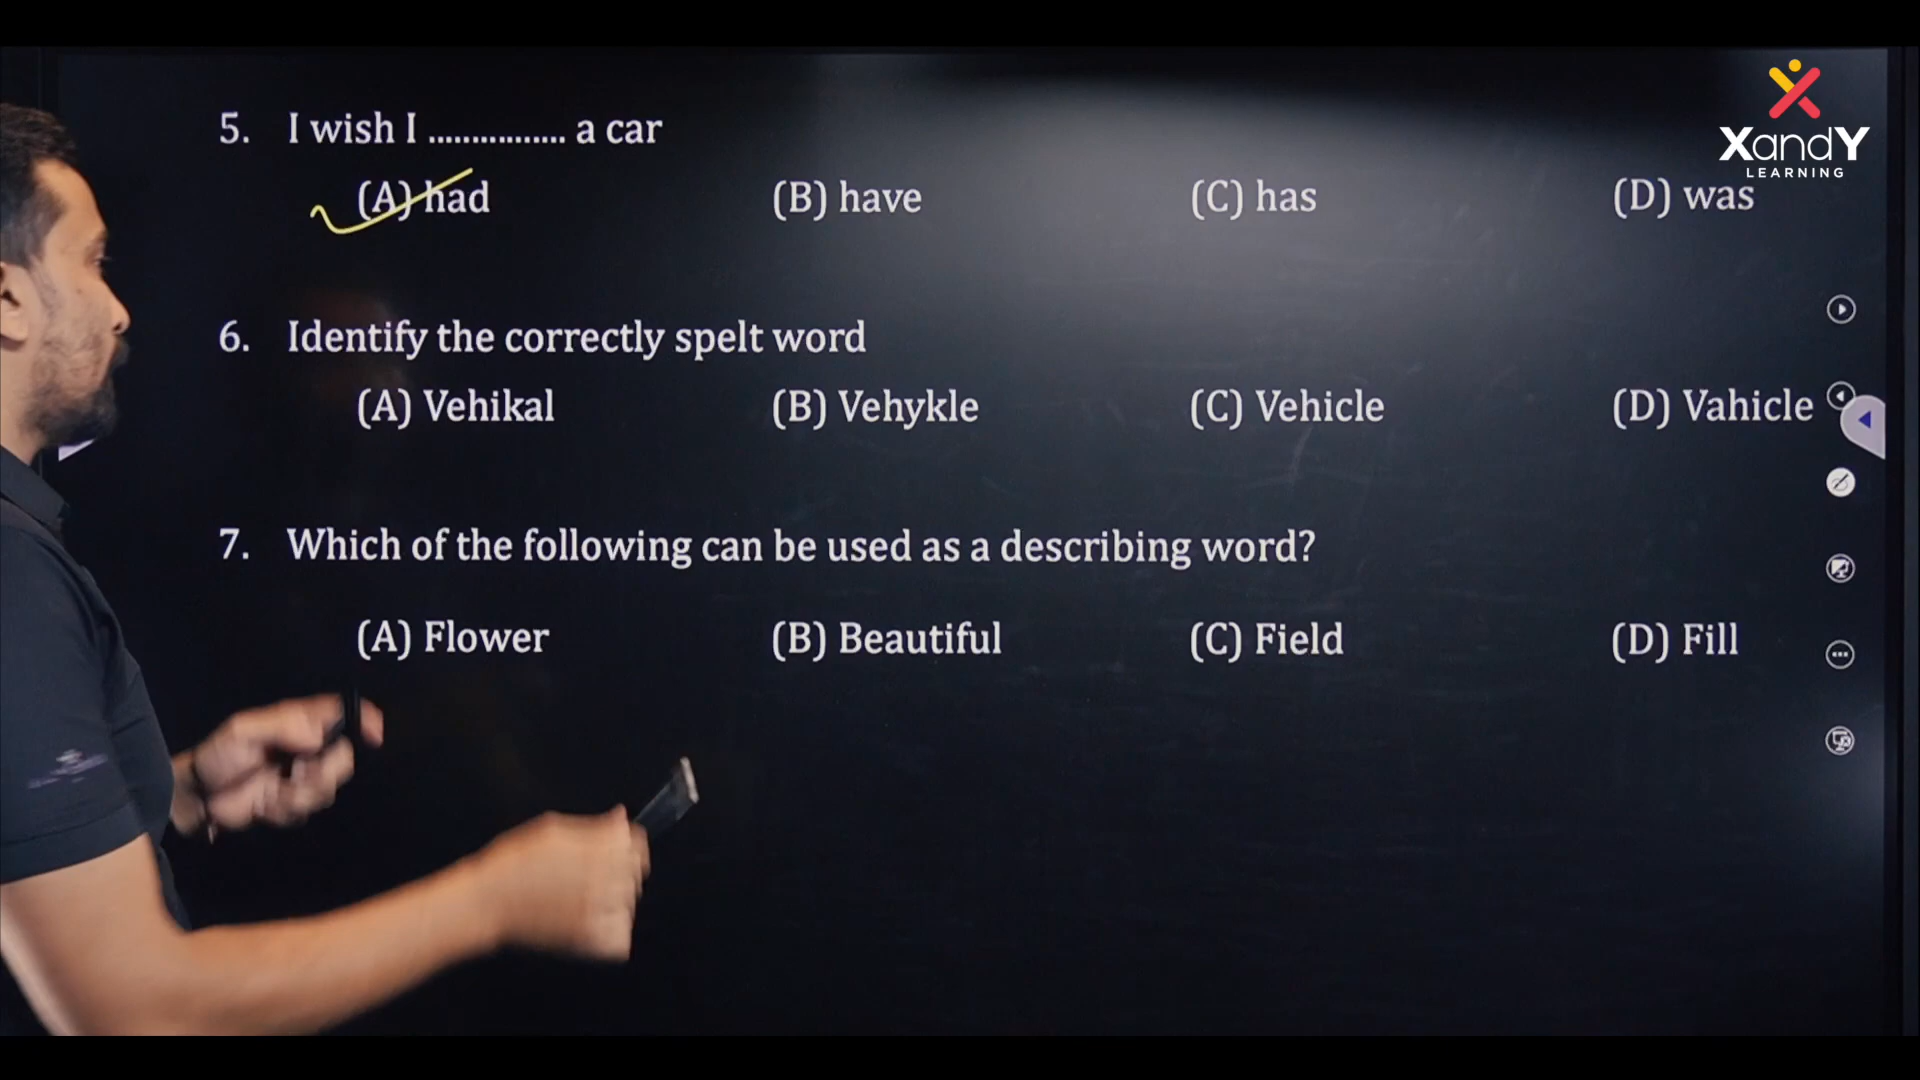 XandY
LEARNING
5. I wish I ................ a car
(A) had (B) have (C) has (D) was
6. Identify the correctly spelt word
(A) Vehikal (B) Vehykle (C) Vehicle (D) Vahicle
7. Which of the following can be used as a describing word?
(A) Flower (B) Beautiful (C) Field (D) Fill